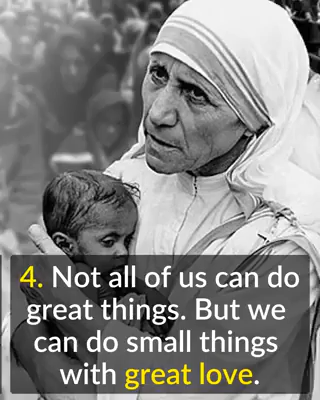 4. Not all of us can do
great things. But we
can do small things
with great love.